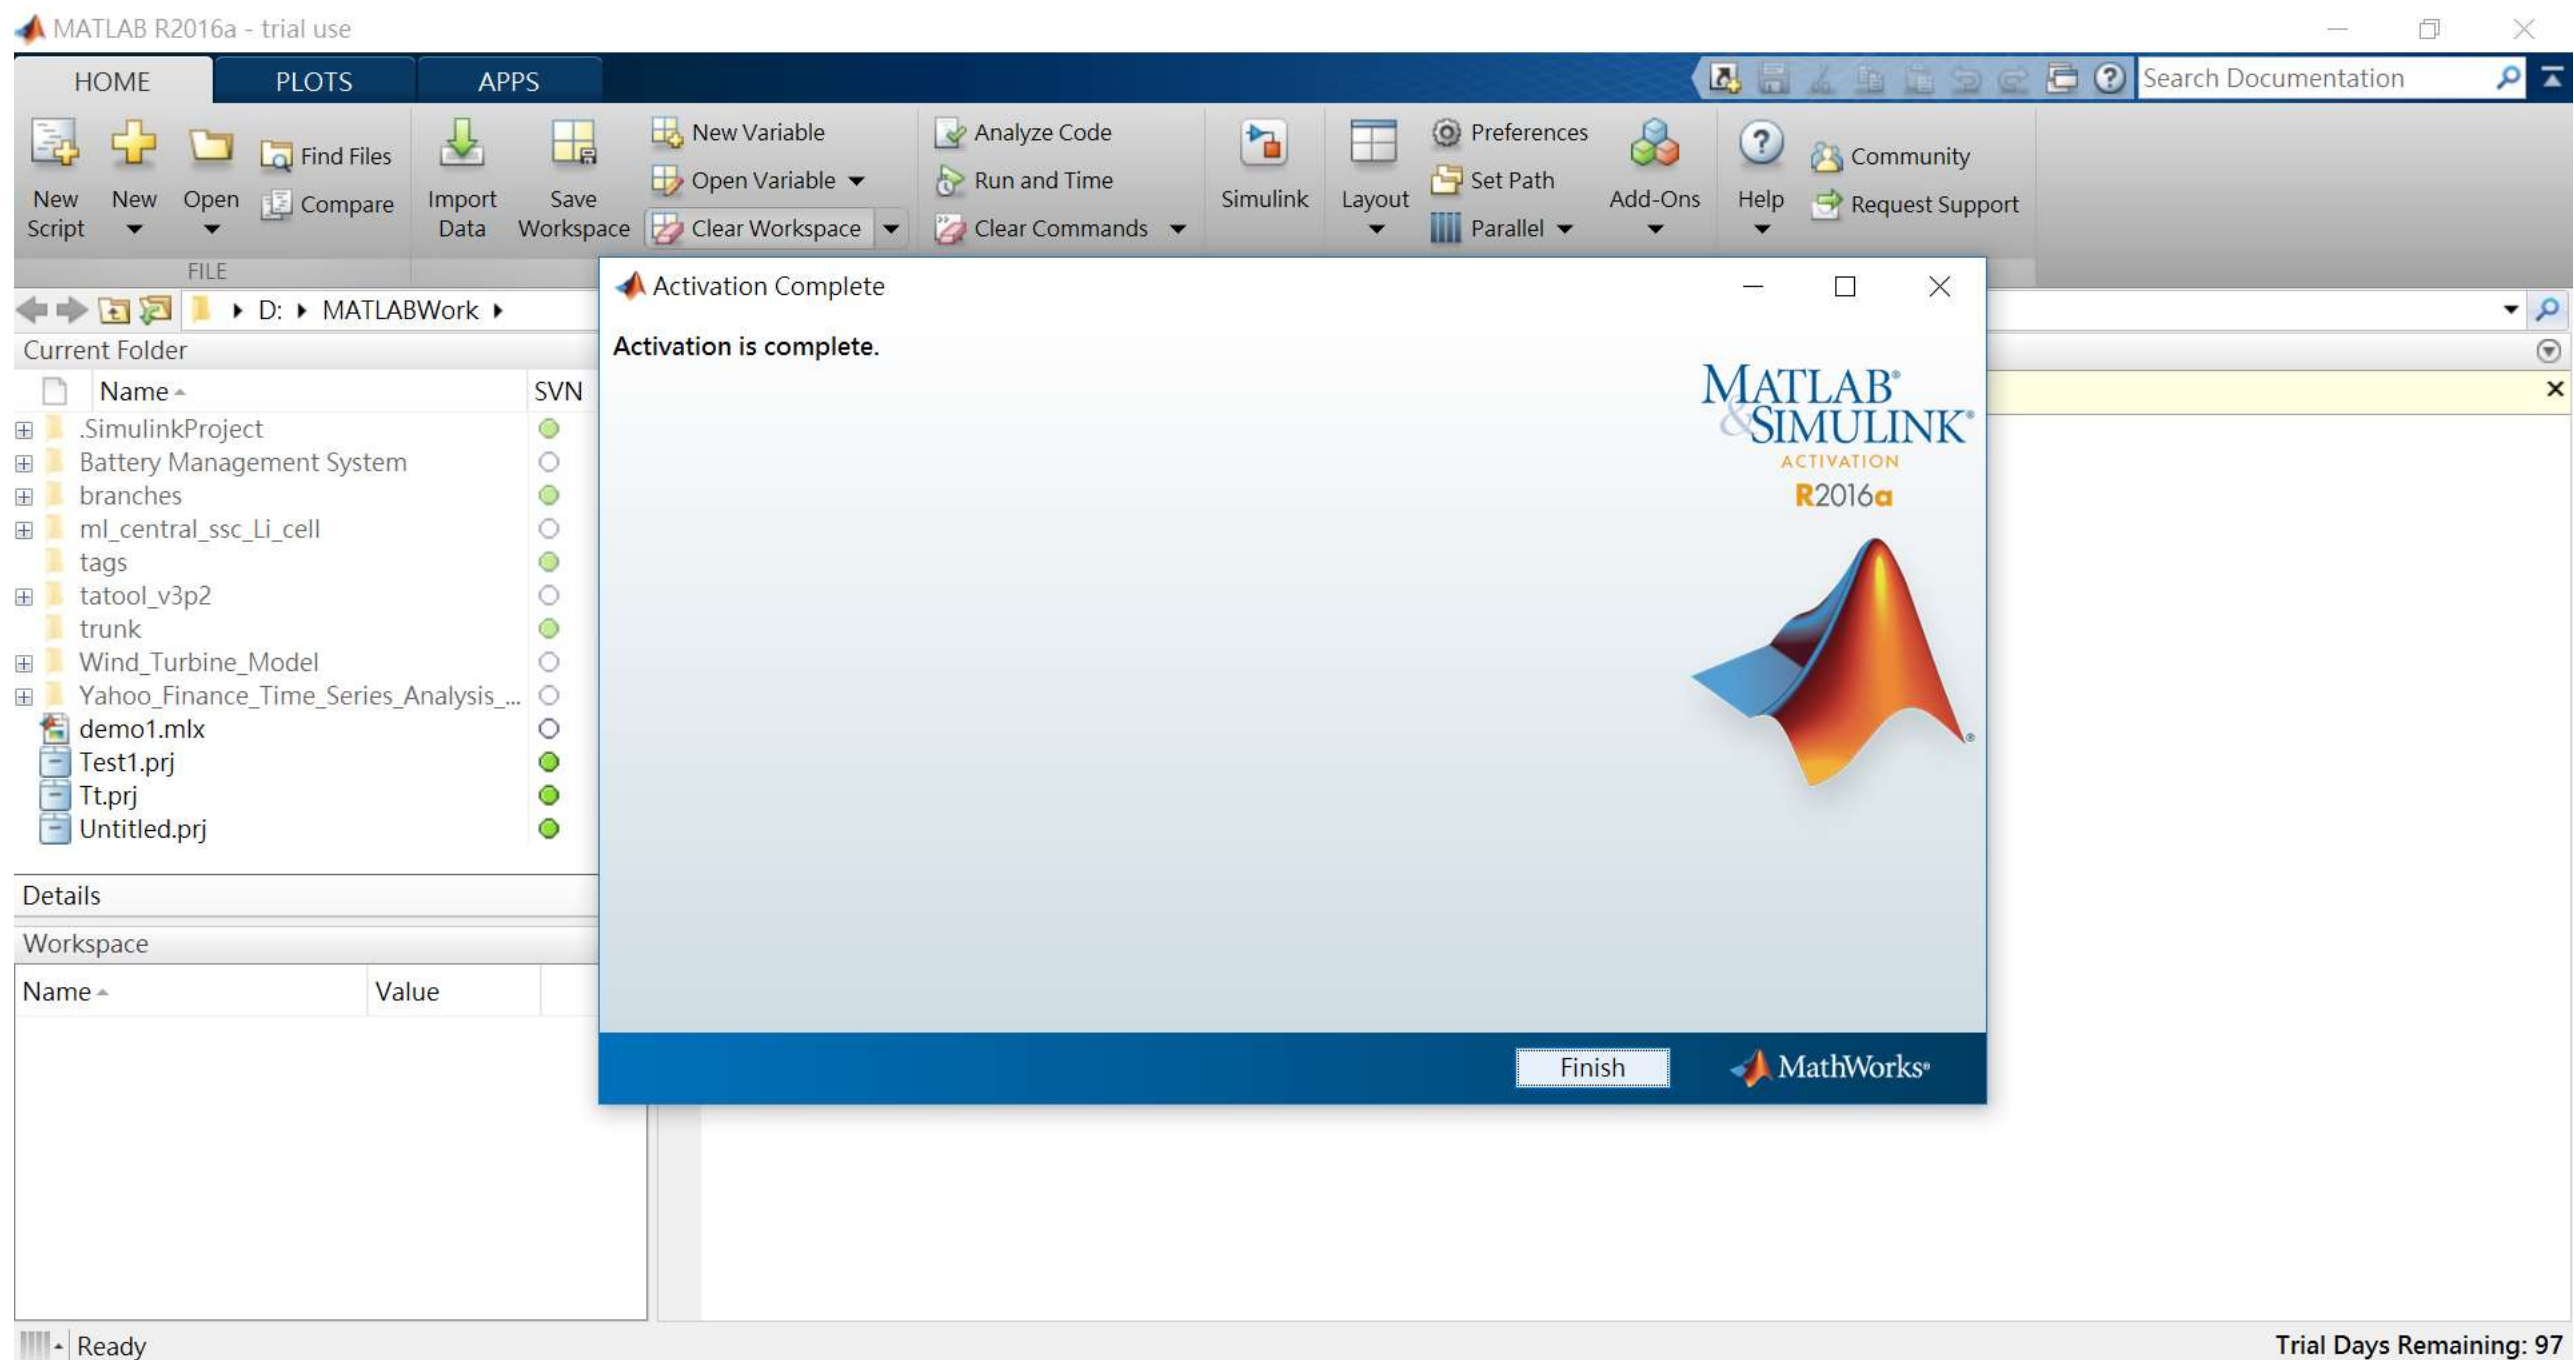 MATLAB R2016a - trial use
HOME PLOTS APPS
Search Documentation
New Script
New
Open
Find Files
Compare
Import Data
Save Workspace
New Variable
Open Variable
Clear Workspace
Analyze Code
Run and Time
Clear Commands
Simulink
Layout
Preferences
Set Path
Parallel
Add-Ons
Help
Community
Request Support
FILE
D: MATLABWork
Current Folder
Name SVN
.SimulinkProject
Battery Management System
branches
ml_central_ssc_Li_cell
tags
tatool_v3p2
trunk
Wind_Turbine_Model
Yahoo_Finance_Time_Series_Analysis_...
demo1.mlx
Test1.prj
Tt.prj
Untitled.prj
Details
Workspace
Name Value
Activation Complete
Activation is complete.
MATLAB®
&SIMULINK®
ACTIVATION
R2016a
®
Finish
MathWorks®
Ready
Trial Days Remaining: 97